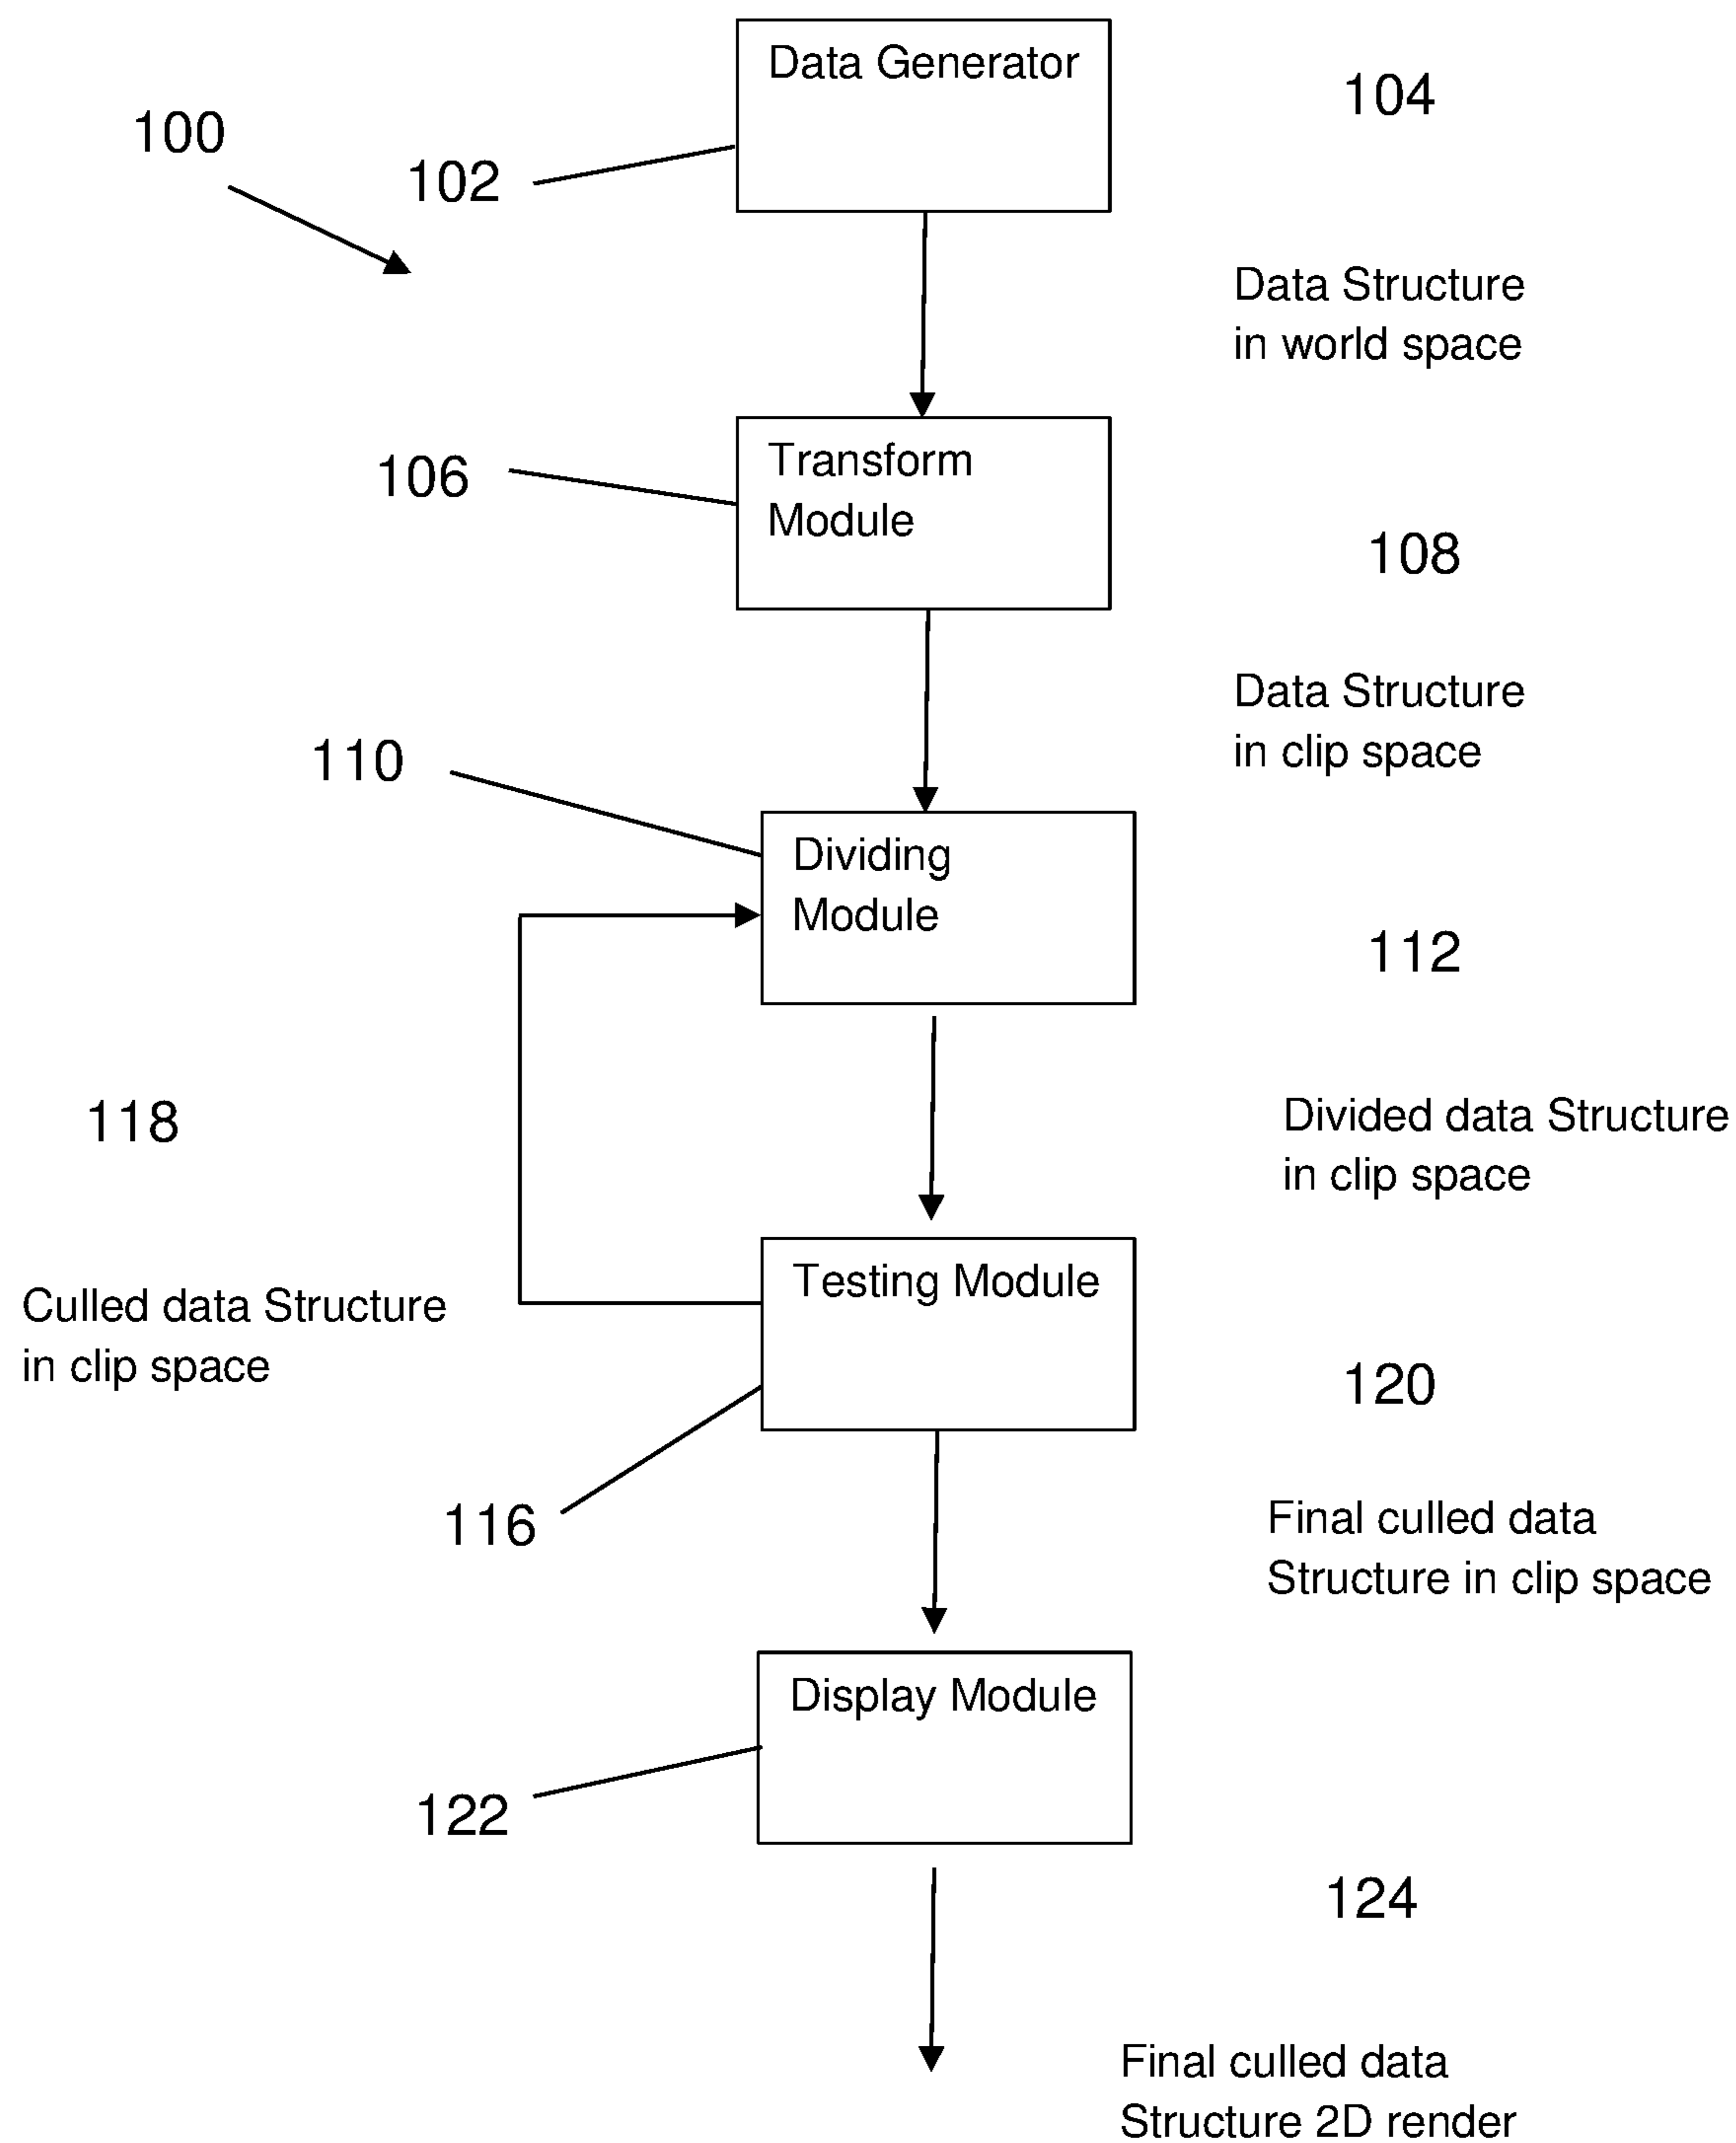 Data Generator
104
100
102
Data Structure
in world space
Transform
Module
106
108
Data Structure
in clip space
110
Dividing
Module
112
118
Divided data Structure
in clip space
Testing Module
Culled data Structure
in clip space
120
116
Final culled data
Structure in clip space
Display Module
122
124
Final culled data
Structure 2D render